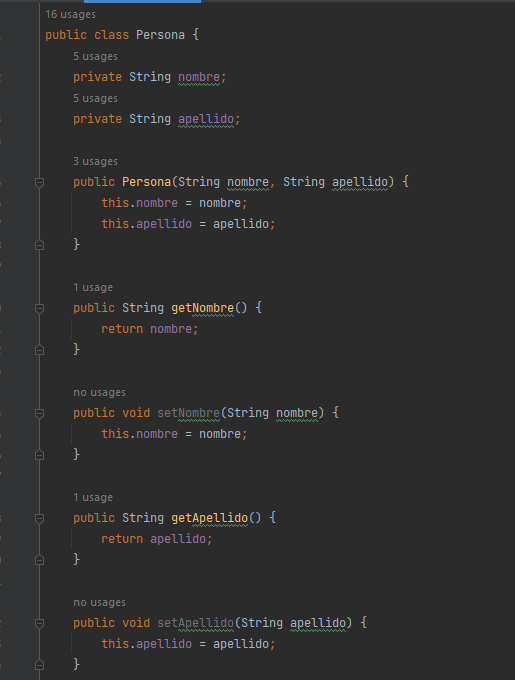 16 usages
public class Persona {
5 usages
private String nombre;
5 usages
private String apellido;
3 usages
public Persona(String nombre, String apellido) {
this.nombre = nombre;
this.apellido = apellido;
}
1 usage
public String getNombre() {
return nombre;
}
no usages
public void setNombre(String nombre) {
this.nombre = nombre;
}
1 usage
public String getApellido() {
return apellido;
}
no usages
public void setApellido(String apellido) {
this.apellido = apellido;
}